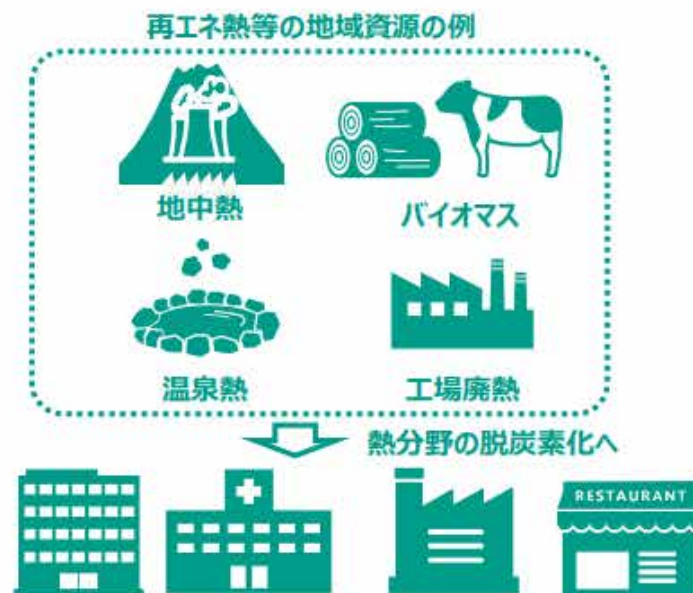 再エネ熱等の地域資源の例
地中熱
バイオマス
温泉熱
工場廃熱
熱分野の脱炭素化へ
RESTAURANT